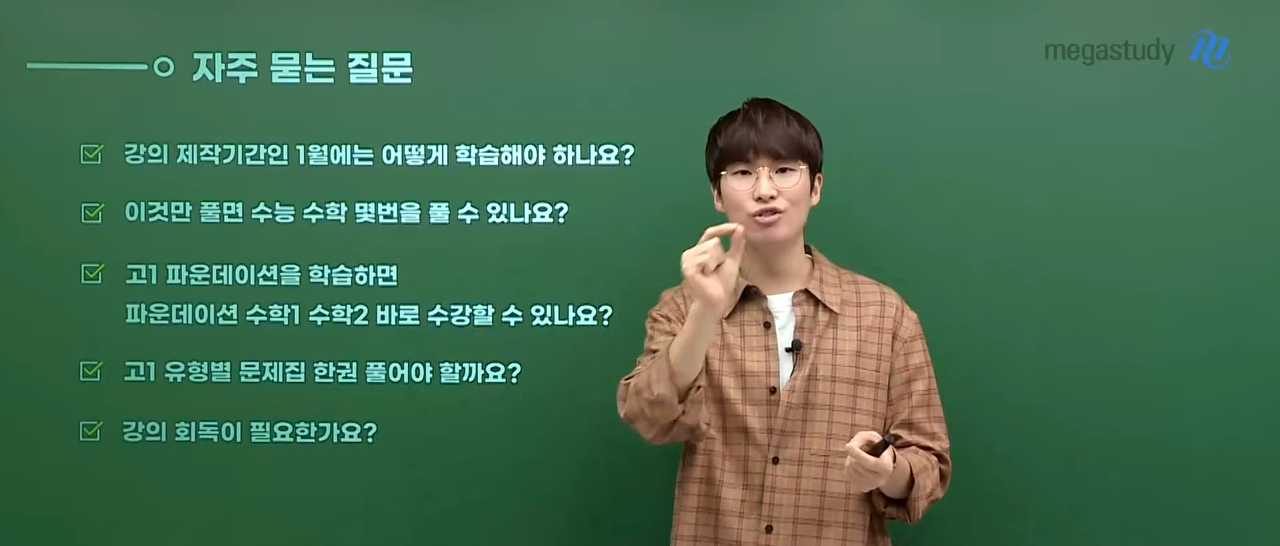 자주 묻는 질문
megastudy
강의 제작기간인 1월에는 어떻게 학습해야 하나요?
이것만 풀면 수능 수학 몇번을 풀 수 있나요?
고1 파운데이션을 학습하면
파운데이션 수학1 수학2 바로 수강할 수 있나요?
고1 유형별 문제집 한권 풀어야 할까요?
강의 회독이 필요한가요?